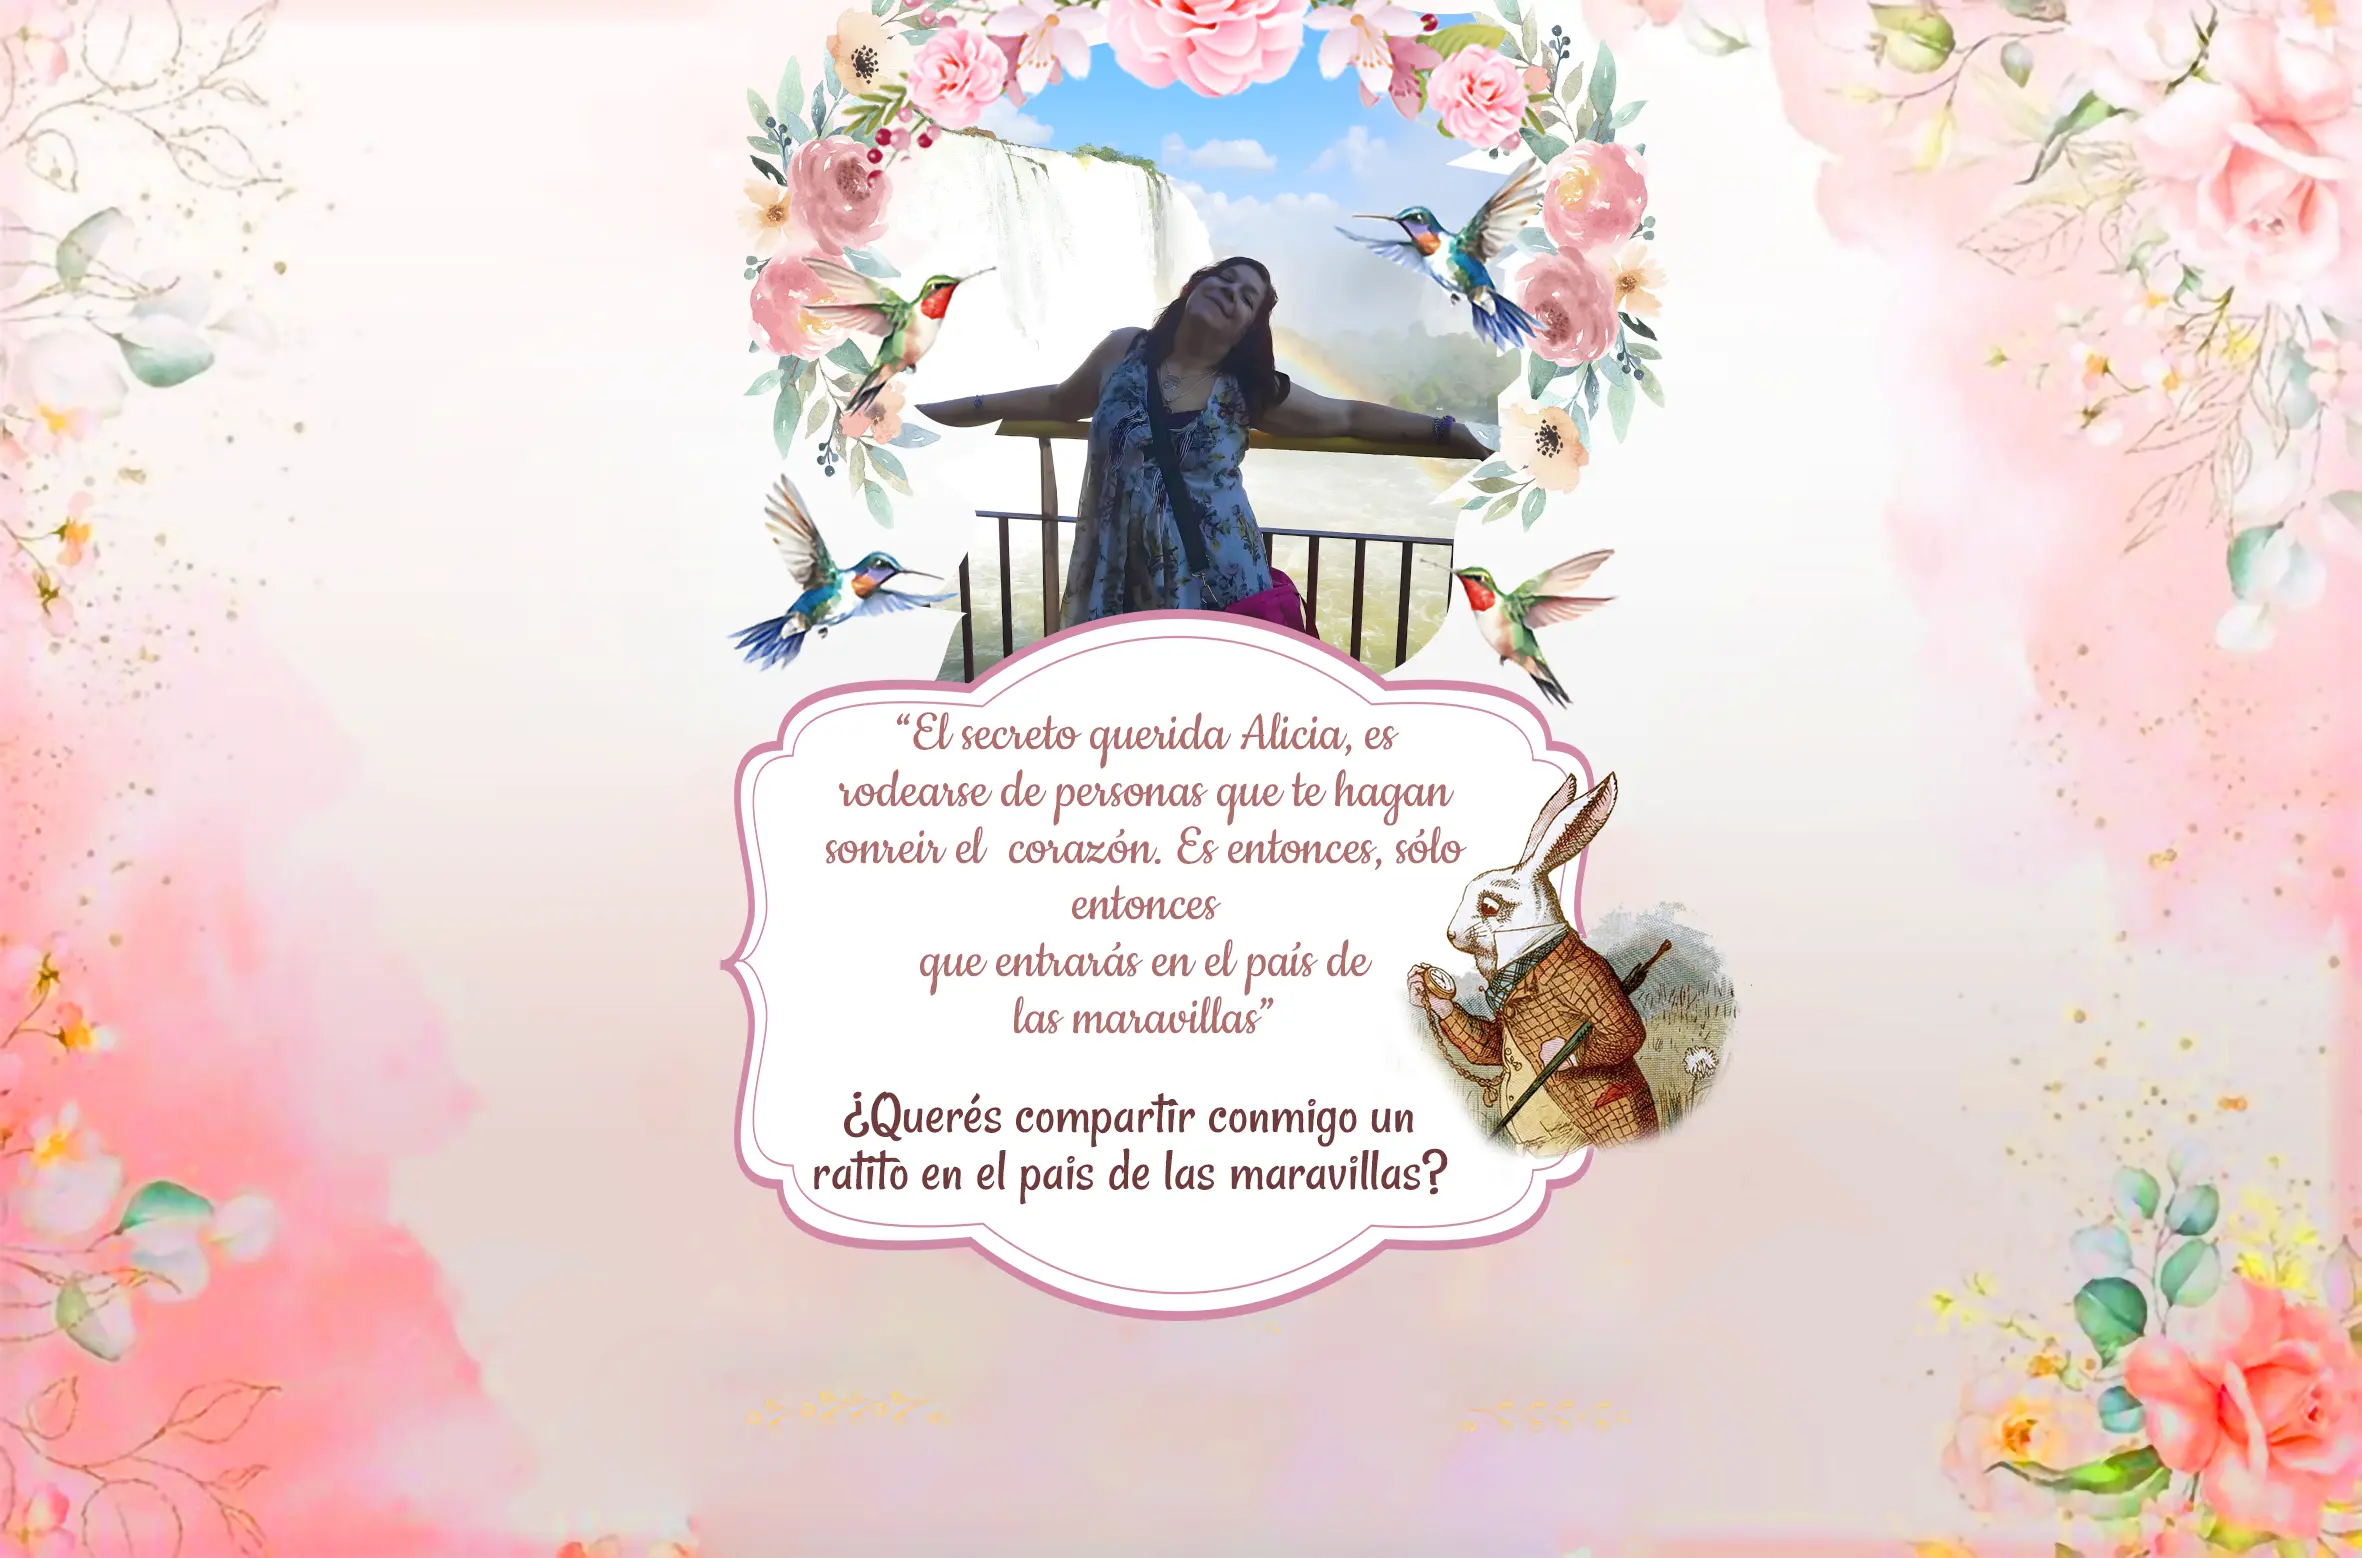 “El secreto querida Alicia, es
rodearse de personas que te hagan
sonreir el corazón. Es entonces, sólo
entonces
que entrarás en el país de
las maravillas”
¿Querés compartir conmigo un
ratito en el pais de las maravillas?